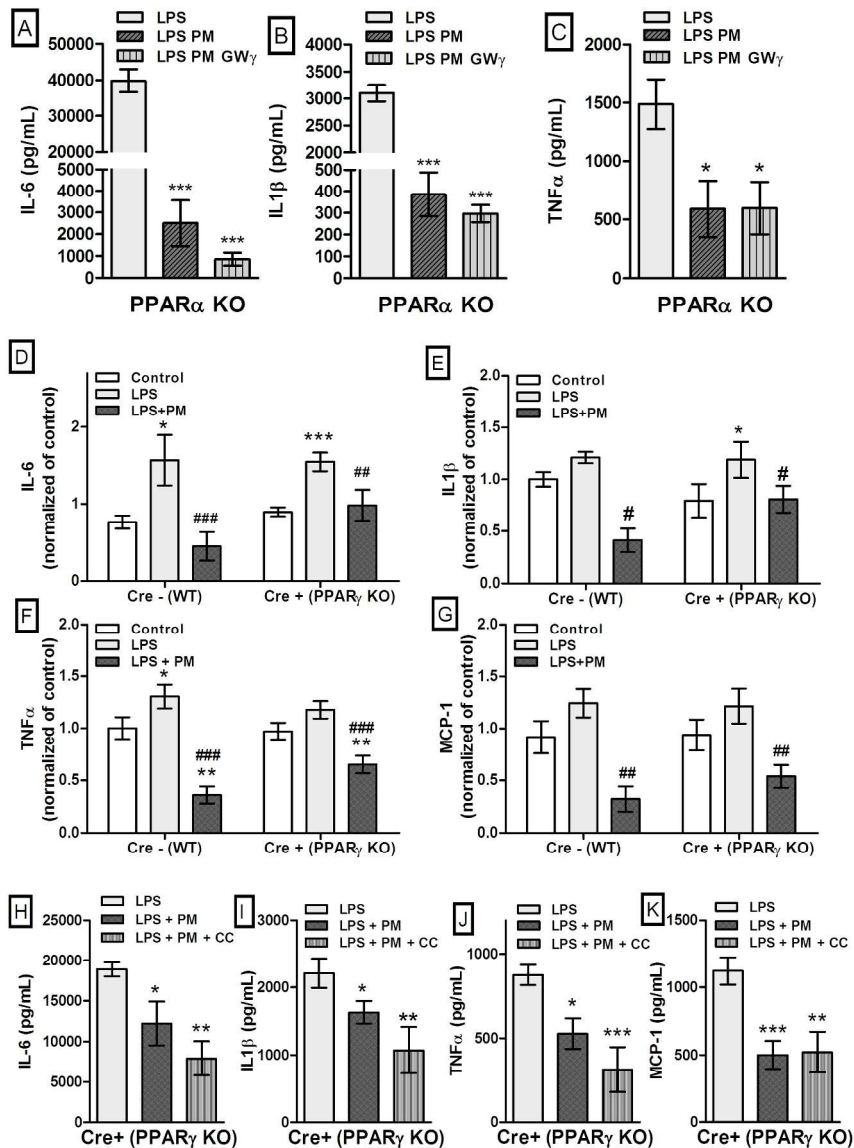 A
LPS
LPS PM
LPS PM GWγ
IL-6 (pg/mL)
50000
40000
30000
20000
5000
4000
3000
2000
1000
0
***
***
PPARα KO
B
LPS
LPS PM
LPS PM GWγ
IL1β (pg/mL)
4000
3500
3000
2500
2000
600
500
400
300
200
100
0
***
***
PPARα KO
C
LPS
LPS PM
LPS PM GWγ
TNFα (pg/mL)
2000
1500
1000
500
0
*
*
PPARα KO
D
Control
LPS
LPS+PM
IL-6
(normalized of control)
2
1
0
*
###
***
##
Cre - (WT)
Cre + (PPARγ KO)
E
Control
LPS
LPS+PM
IL1β
(normalized of control)
2.0
1.5
1.0
0.5
0.0
#
*
#
Cre - (WT)
Cre + (PPARγ KO)
F
Control
LPS
LPS + PM
TNFα
(normalized of control)
2.0
1.5
1.0
0.5
0.0
*
###
**
###
**
Cre - (WT)
Cre + (PPARγ KO)
G
Control
LPS
LPS+PM
MCP-1
(normalized of control)
2.0
1.5
1.0
0.5
0.0
##
##
Cre - (WT)
Cre + (PPARγ KO)
H
LPS
LPS + PM
LPS + PM + CC
IL-6 (pg/mL)
25000
20000
15000
10000
5000
0
*
**
Cre+ (PPARγ KO)
I
LPS
LPS + PM
LPS + PM + CC
IL1β (pg/mL)
3000
2000
1000
0
*
**
Cre+ (PPARγ KO)
J
LPS
LPS + PM
LPS + PM + CC
TNFα (pg/mL)
1000
500
0
*
***
Cre+ (PPARγ KO)
K
LPS
LPS + PM
LPS + PM + CC
MCP-1 (pg/mL)
1500
1000
500
0
***
**
Cre+ (PPARγ KO)